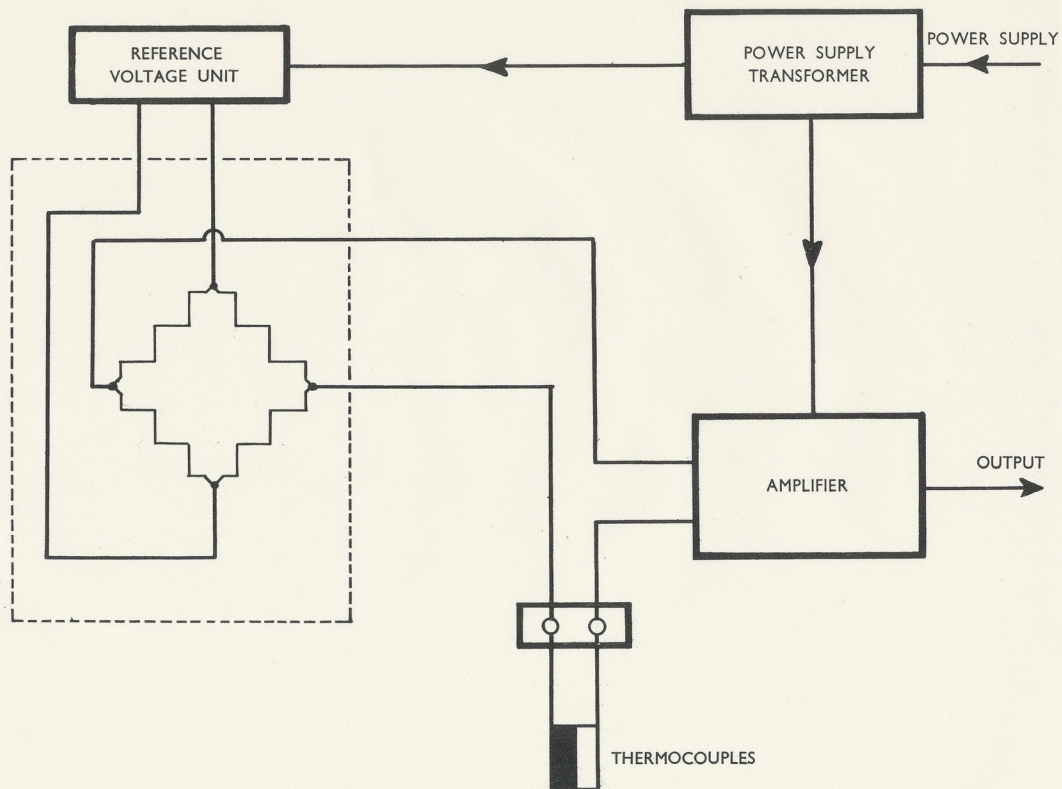 REFERENCE
VOLTAGE UNIT
POWER SUPPLY
TRANSFORMER
POWER SUPPLY
OUTPUT
AMPLIFIER
THERMOCOUPLES